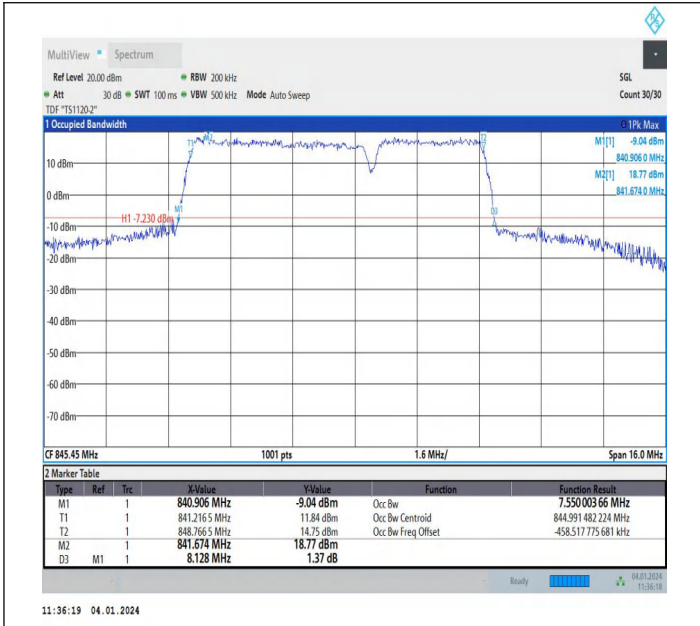 R S
MultiView Spectrum
Ref Level 20.00 dBm RBW 200 kHz SGL
Att 30 dB SWT 100 ms VBW 500 kHz Mode Auto Sweep Count 30/30
TDF "TS1120-2"
1 Occupied Bandwidth 1Pk Max
T1 M2 T2 M1[1] -9.04 dBm
840.906 0 MHz
10 dBm M2[1] 18.77 dBm
841.674 0 MHz
0 dBm
M1 D3
H1 -7.230 dBm
-10 dBm
-20 dBm
-30 dBm
-40 dBm
-50 dBm
-60 dBm
-70 dBm
CF 845.45 MHz 1001 pts 1.6 MHz/ Span 16.0 MHz
2 Marker Table
Type Ref Trc X-Value Y-Value Function Function Result
M1 1 840.906 MHz -9.04 dBm Occ Bw 7.550 003 66 MHz
T1 1 841.216 5 MHz 11.84 dBm Occ Bw Centroid 844.991 482 224 MHz
T2 1 848.766 5 MHz 14.75 dBm Occ Bw Freq Offset -458.517 775 681 kHz
M2 1 841.674 MHz 18.77 dBm
D3 M1 1 8.128 MHz 1.37 dB
Ready 04.01.2024
11:36:18
11:36:19 04.01.2024